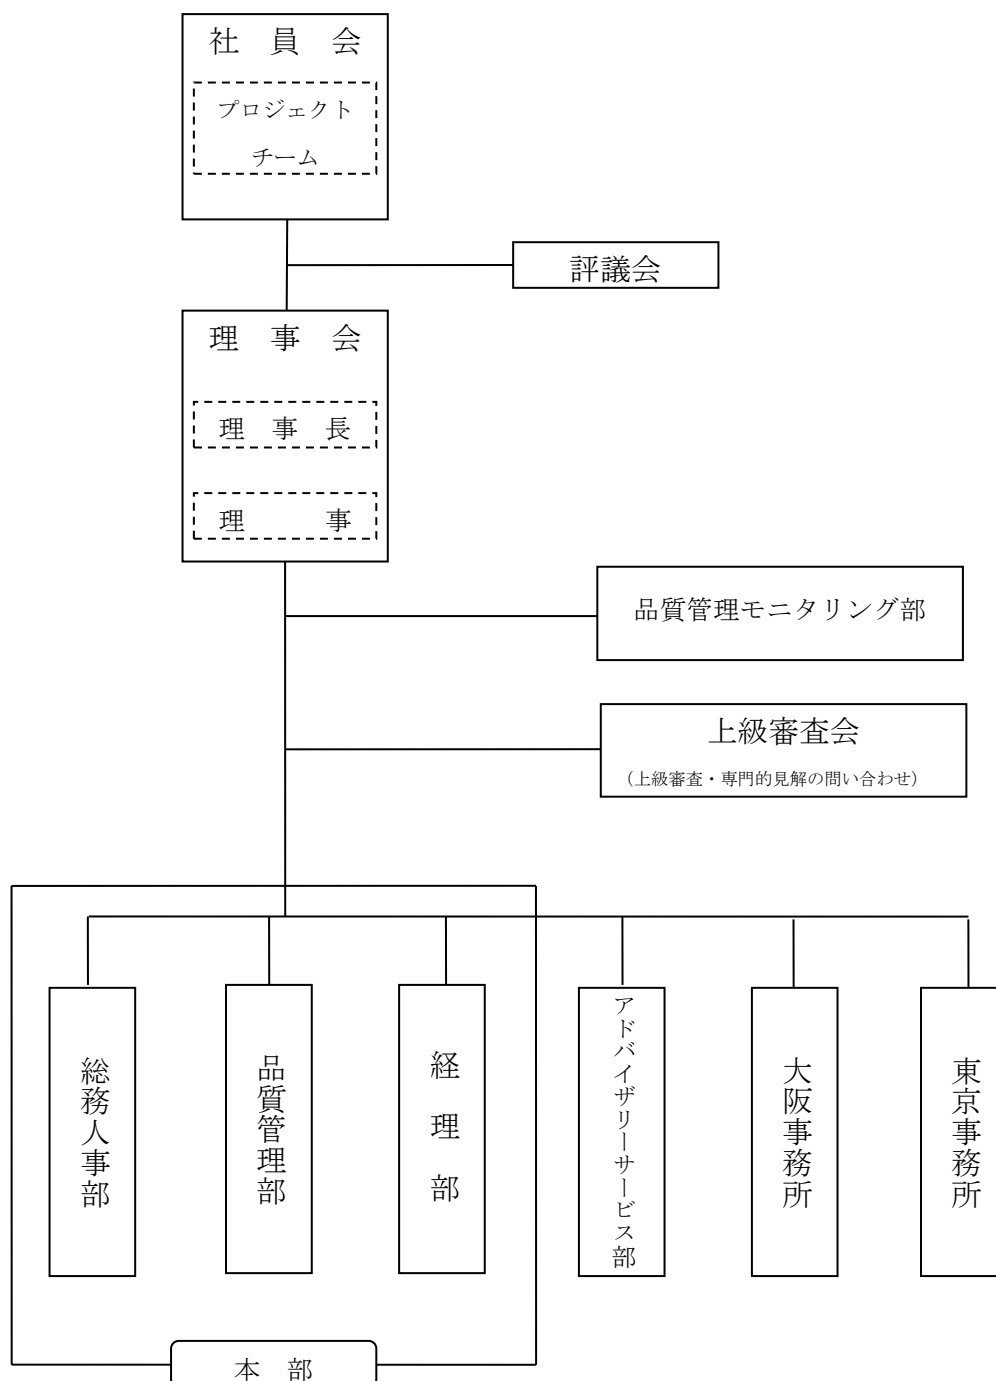 社　員　会
プロジェクト
チーム
評議会
理　事　会
理　事　長
理　　　事
品質管理モニタリング部
上級審査会
（上級審査・専門的見解の問い合わせ）
総務人事部
品質管理部
経　理　部
アドバイザリーサービス部
大阪事務所
東京事務所
本　部